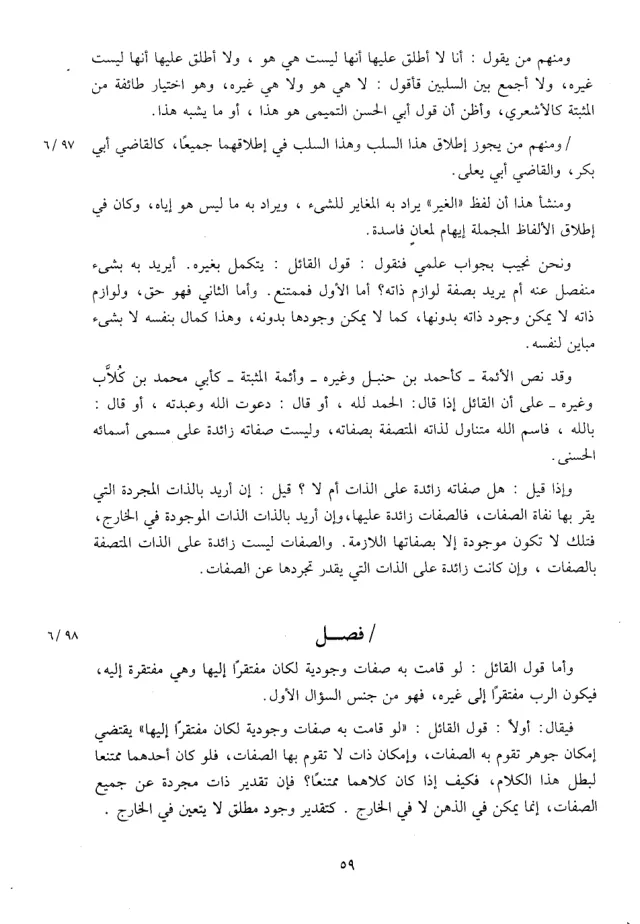 ومنهم من يقول : أنا لا أطلق عليها أنها ليست هي هو ، ولا أطلق عليها أنها ليست
غيره، ولا أجمع بين السلبين فأقول : لا هي هو ولا هي غيره، وهو اختيار طائفة من
المثبتة كالأشعري، وأظن أن قول أبي الحسن التميمى هو هذا ، أو ما يشبه هذا.
/ ومنهم من يجوز إطلاق هذا السلب وهذا السلب في إطلاقهما جميعًا، كالقاضي أبي ٦/٩٧
بكر، والقاضي أبي يعلى.
ومنشأ هذا أن لفظ «الغير» يراد به المغاير للشىء ، ويراد به ما ليس هو إياه، وكان في
إطلاق الألفاظ المجملة إيهام لمعانٍ فاسدة.
ونحن نجيب بجواب علمي فنقول : قول القائل : يتكمل بغيره. أيريد به بشىء
منفصل عنه أم يريد بصفة لوازم ذاته؟ أما الأول فممتنع. وأما الثاني فهو حق، ولوازم
ذاته لا يمكن وجود ذاته بدونها، كما لا يمكن وجودها بدونه، وهذا كمال بنفسه لا بشىء
مباين لنفسه.
وقد نص الأئمة ـ كأحمد بن حنبل وغيره ـ وأئمة المثبتة ـ كأبي محمد بن كُلاَّب
وغيره ـ على أن القائل إذا قال: الحمد لله ، أو قال : دعوت الله وعبدته ، أو قال :
بالله ، فاسم الله متناول لذاته المتصفة بصفاته، وليست صفاته زائدة على مسمى أسمائه
الحسنى.
وإذا قيل : هل صفاته زائدة على الذات أم لا ؟ قيل : إن أريد بالذات المجردة التي
يقر بها نفاة الصفات، فالصفات زائدة عليها،وإن أريد بالذات الذات الموجودة في الخارج،
فتلك لا تكون موجودة إلا بصفاتها اللازمة. والصفات ليست زائدة على الذات المتصفة
بالصفات ، وإن كانت زائدة على الذات التي يقدر تجردها عن الصفات.
/ فصــل ٦/٩٨
وأما قول القائل : لو قامت به صفات وجودية لكان مفتقرًا إليها وهي مفتقرة إليه،
فيكون الرب مفتقرًا إلى غيره، فهو من جنس السؤال الأول.
فيقال: أولاً : قول القائل : «لو قامت به صفات وجودية لكان مفتقرًا إليها» يقتضي
إمكان جوهر تقوم به الصفات، وإمكان ذات لا تقوم بها الصفات، فلو كان أحدهما ممتنعا
لبطل هذا الكلام، فكيف إذا كان كلاهما ممتنعًا؟ فإن تقدير ذات مجردة عن جميع
الصفات، إنما يمكن في الذهن لا في الخارج . كتقدير وجود مطلق لا يتعين في الخارج .
٥٩